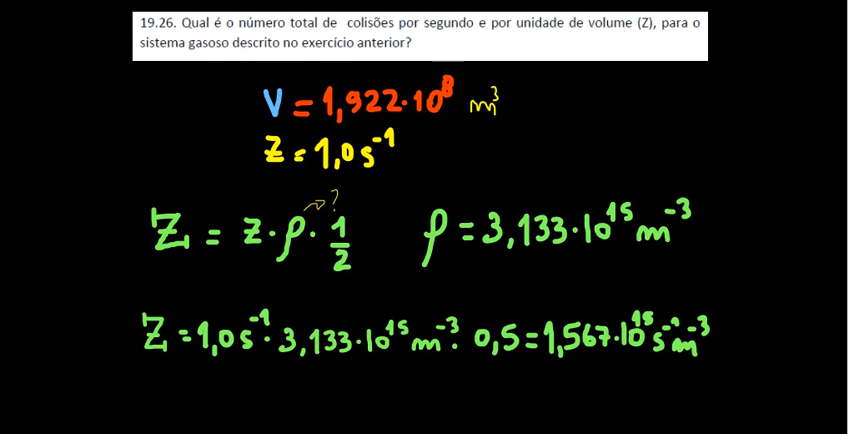 19.26. Qual é o número total de colisões por segundo e por unidade de volume (Z), para o
sistema gasoso descrito no exercício anterior?
V = 1,922·10⁸ m³
z = 1,0 s⁻¹
→ ?
Z = z · ρ · 1/2 ρ = 3,133·10¹⁵ m⁻³
Z = 1,0 s⁻¹ · 3,133·10¹⁵ m⁻³ · 0,5 = 1,567·10¹⁵ s⁻¹ m⁻³